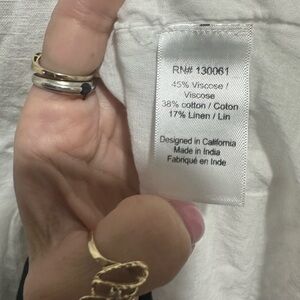 RN# 130061
45% Viscose /
Viscose
38% cotton / Coton
17% Linen / Lin
Designed in California
Made in India
Fabriqué en Inde